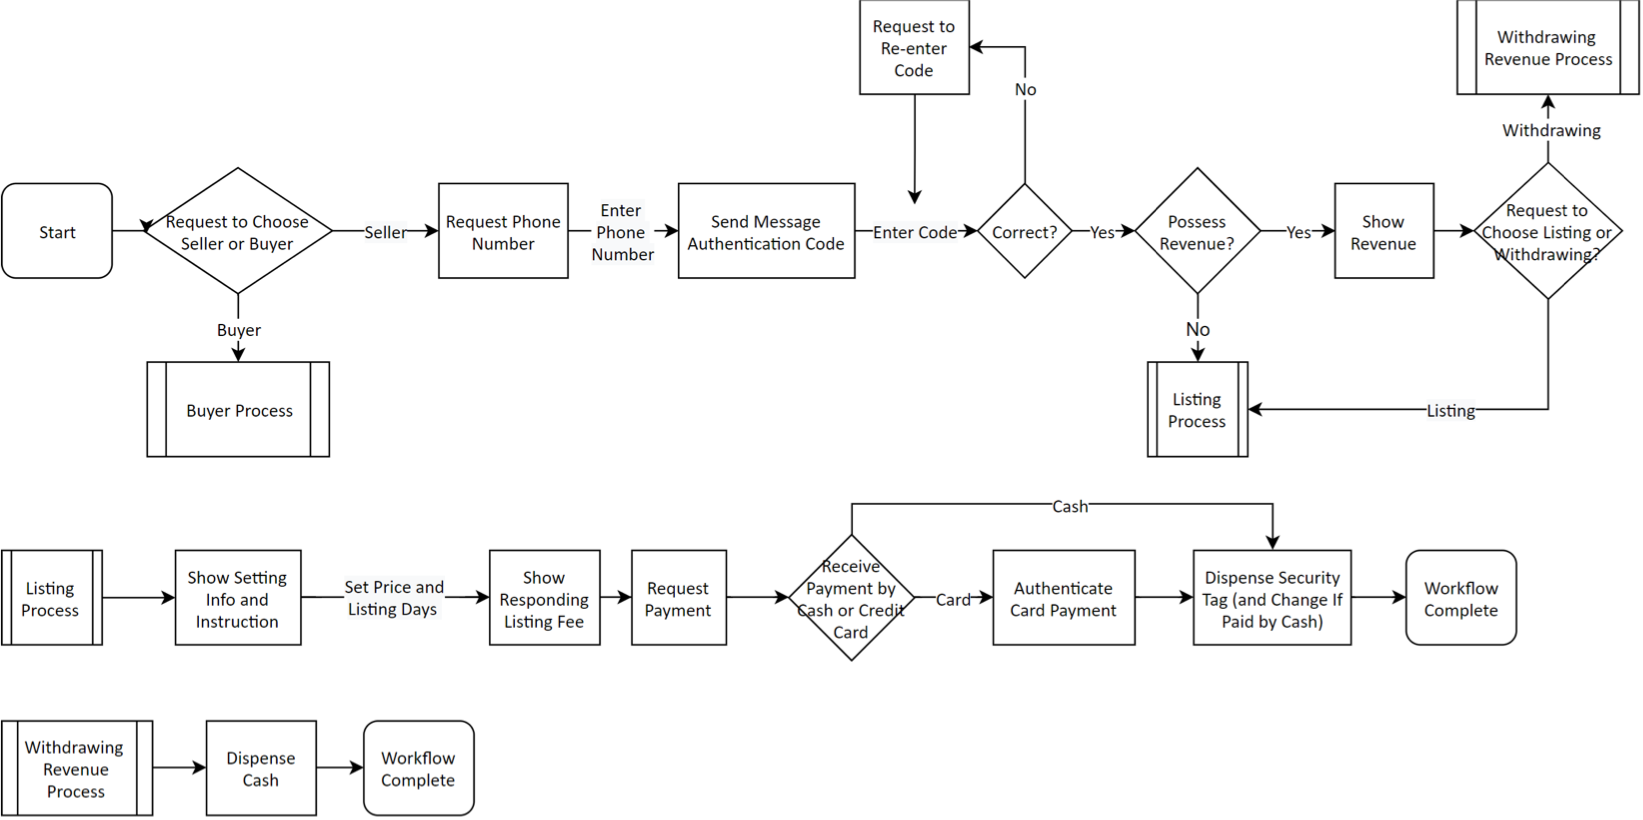 Request to
Re-enter
Code
No
Withdrawing
Revenue Process
Withdrawing
Start
Request to Choose
Seller or Buyer
Seller
Request Phone
Number
Enter
Phone
Number
Send Message
Authentication Code
Enter Code
Correct?
Yes
Possess
Revenue?
Yes
Show
Revenue
Request to
Choose Listing or
Withdrawing?
Buyer
No
Buyer Process
Listing
Process
Listing
Cash
Listing
Process
Show Setting
Info and
Instruction
Set Price and
Listing Days
Show
Responding
Listing Fee
Request
Payment
Receive
Payment by
Cash or Credit
Card
Card
Authenticate
Card Payment
Dispense Security
Tag (and Change If
Paid by Cash)
Workflow
Complete
Withdrawing
Revenue
Process
Dispense
Cash
Workflow
Complete